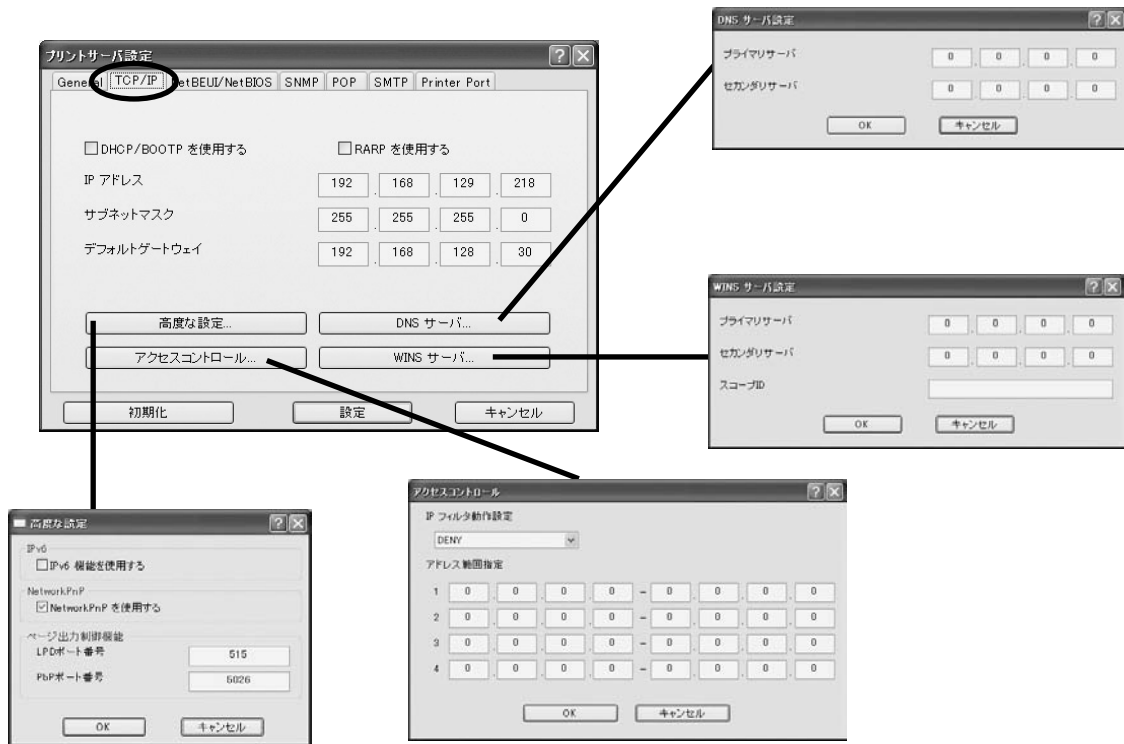 プリントサーバ設定
General TCP/IP NetBEUI/NetBIOS SNMP POP SMTP Printer Port
DHCP/BOOTP を使用する RARP を使用する
IP アドレス 192 . 168 . 129 . 218
サブネットマスク 255 . 255 . 255 . 0
デフォルトゲートウェイ 192 . 168 . 128 . 30
高度な設定... DNS サーバ...
アクセスコントロール... WINS サーバ...
初期化 設定 キャンセル
DNS サーバ設定
プライマリサーバ 0 . 0 . 0 . 0
セカンダリサーバ 0 . 0 . 0 . 0
OK キャンセル
WINS サーバ設定
プライマリサーバ 0 . 0 . 0 . 0
セカンダリサーバ 0 . 0 . 0 . 0
スコープID
OK キャンセル
高度な設定
IPv6
IPv6 機能を使用する
NetworkPnP
NetworkPnP を使用する
ページ出力制御機能
LPDポート番号 515
PbPポート番号 5026
OK キャンセル
アクセスコントロール
IP フィルタ動作設定
DENY
アドレス範囲指定
1 0 . 0 . 0 . 0 - 0 . 0 . 0 . 0
2 0 . 0 . 0 . 0 - 0 . 0 . 0 . 0
3 0 . 0 . 0 . 0 - 0 . 0 . 0 . 0
4 0 . 0 . 0 . 0 - 0 . 0 . 0 . 0
OK キャンセル